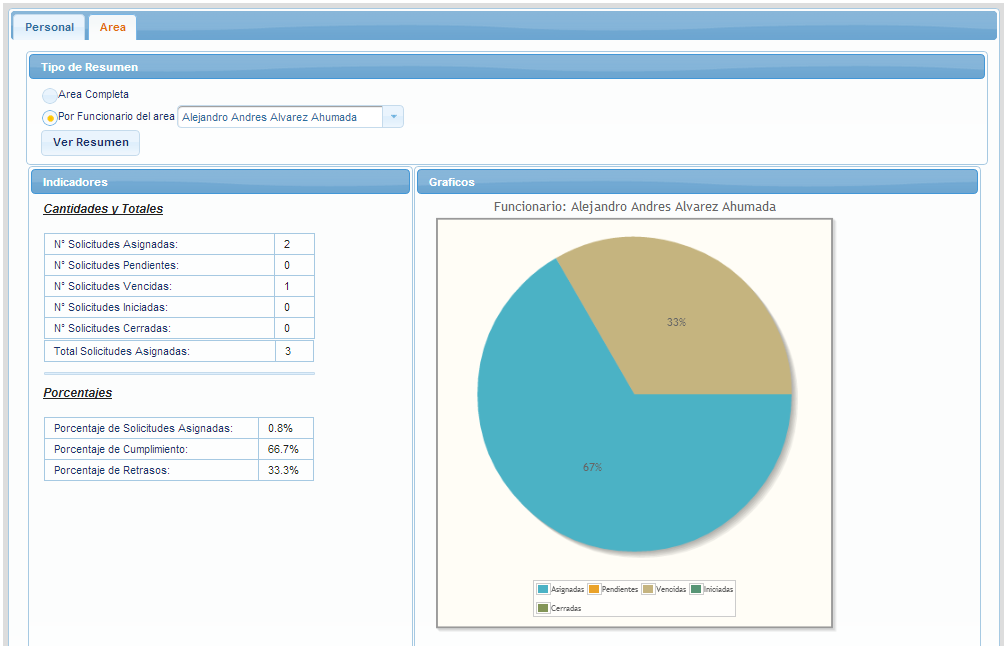 Personal Area
Tipo de Resumen
Area Completa
Por Funcionario del area Alejandro Andres Alvarez Ahumada
Ver Resumen
Indicadores
Cantidades y Totales
N° Solicitudes Asignadas: 2
N° Solicitudes Pendientes: 0
N° Solicitudes Vencidas: 1
N° Solicitudes Iniciadas: 0
N° Solicitudes Cerradas: 0
Total Solicitudes Asignadas: 3
Porcentajes
Porcentaje de Solicitudes Asignadas: 0.8%
Porcentaje de Cumplimiento: 66.7%
Porcentaje de Retrasos: 33.3%
Graficos
Funcionario: Alejandro Andres Alvarez Ahumada
33%
67%
Asignadas Pendientes Vencidas Iniciadas
Cerradas